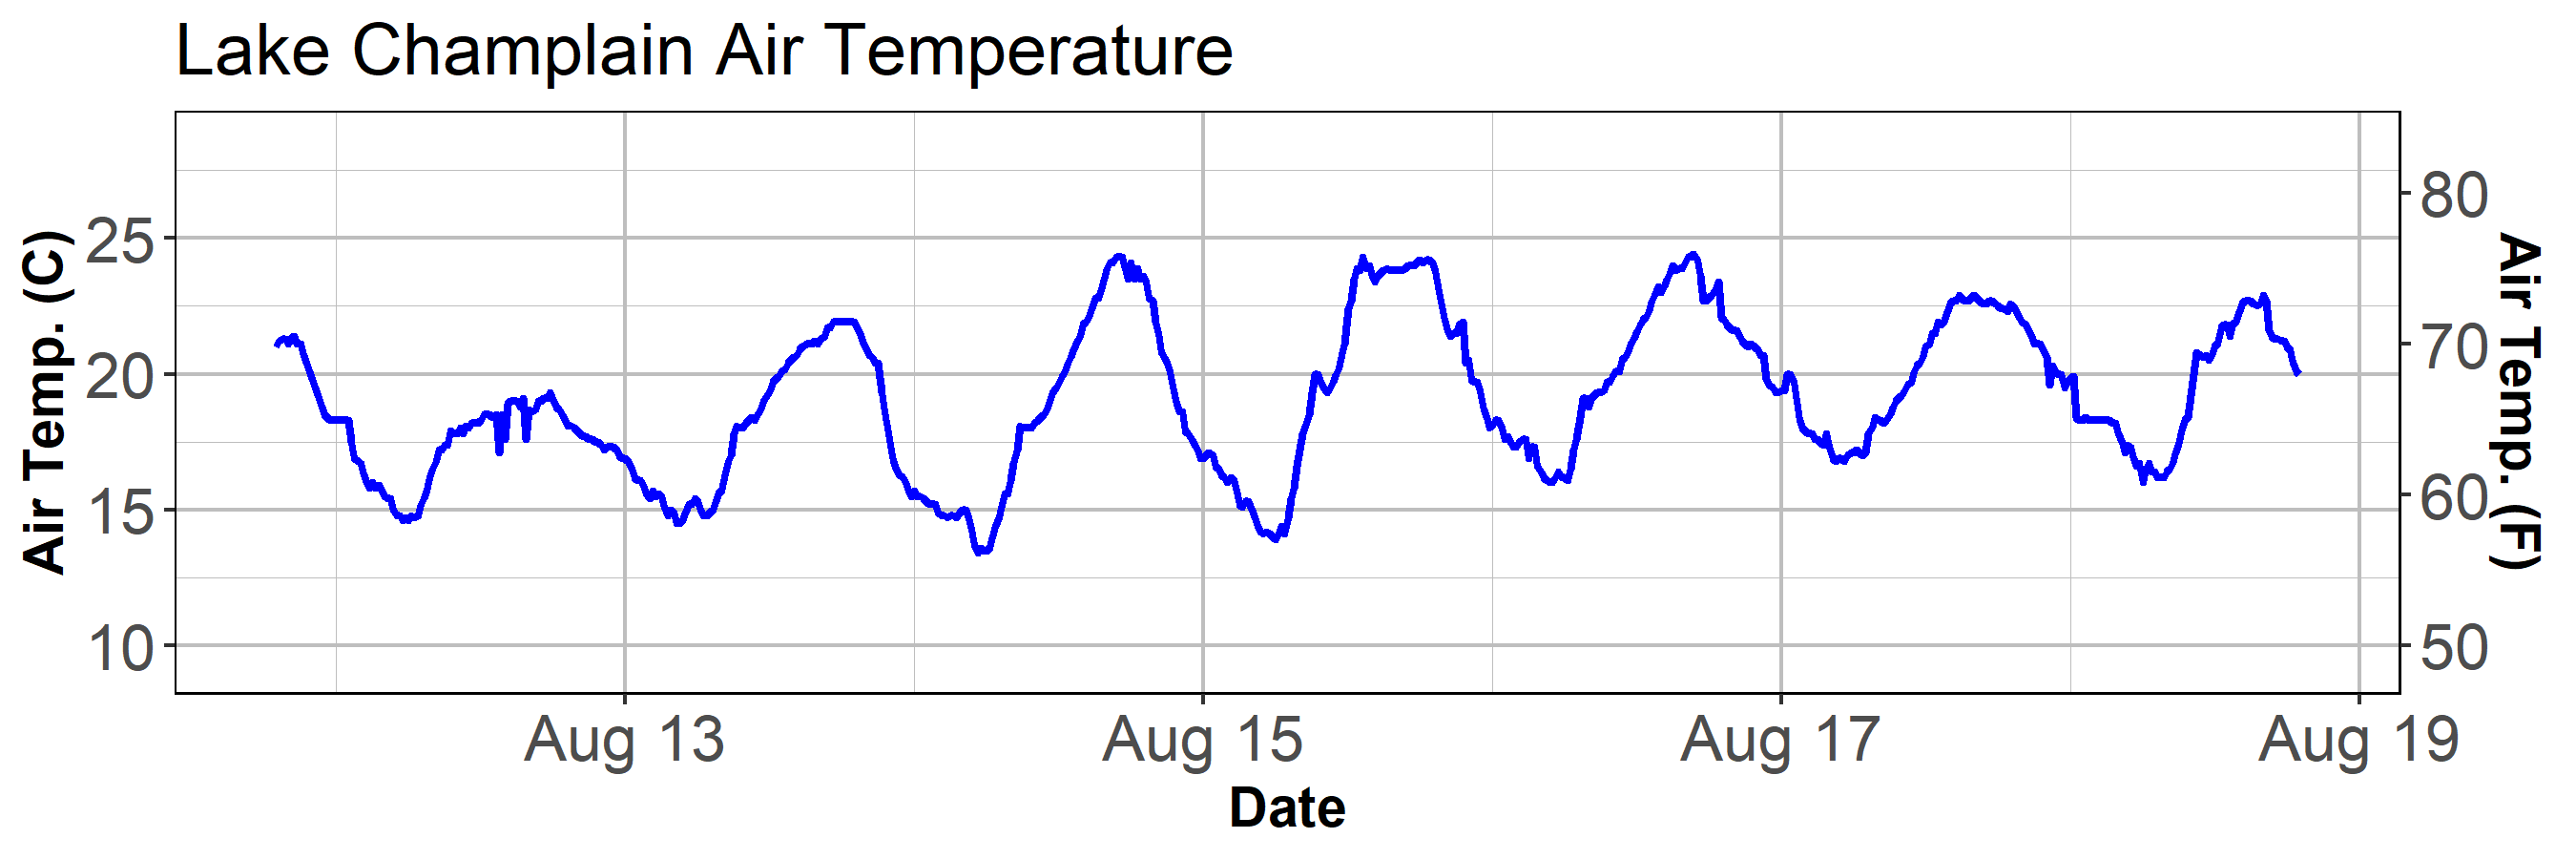 Lake Champlain Air Temperature
Air Temp. (C)
25
20
15
10
80
70
60
50
Air Temp. (F)
Aug 13
Aug 15
Aug 17
Aug 19
Date